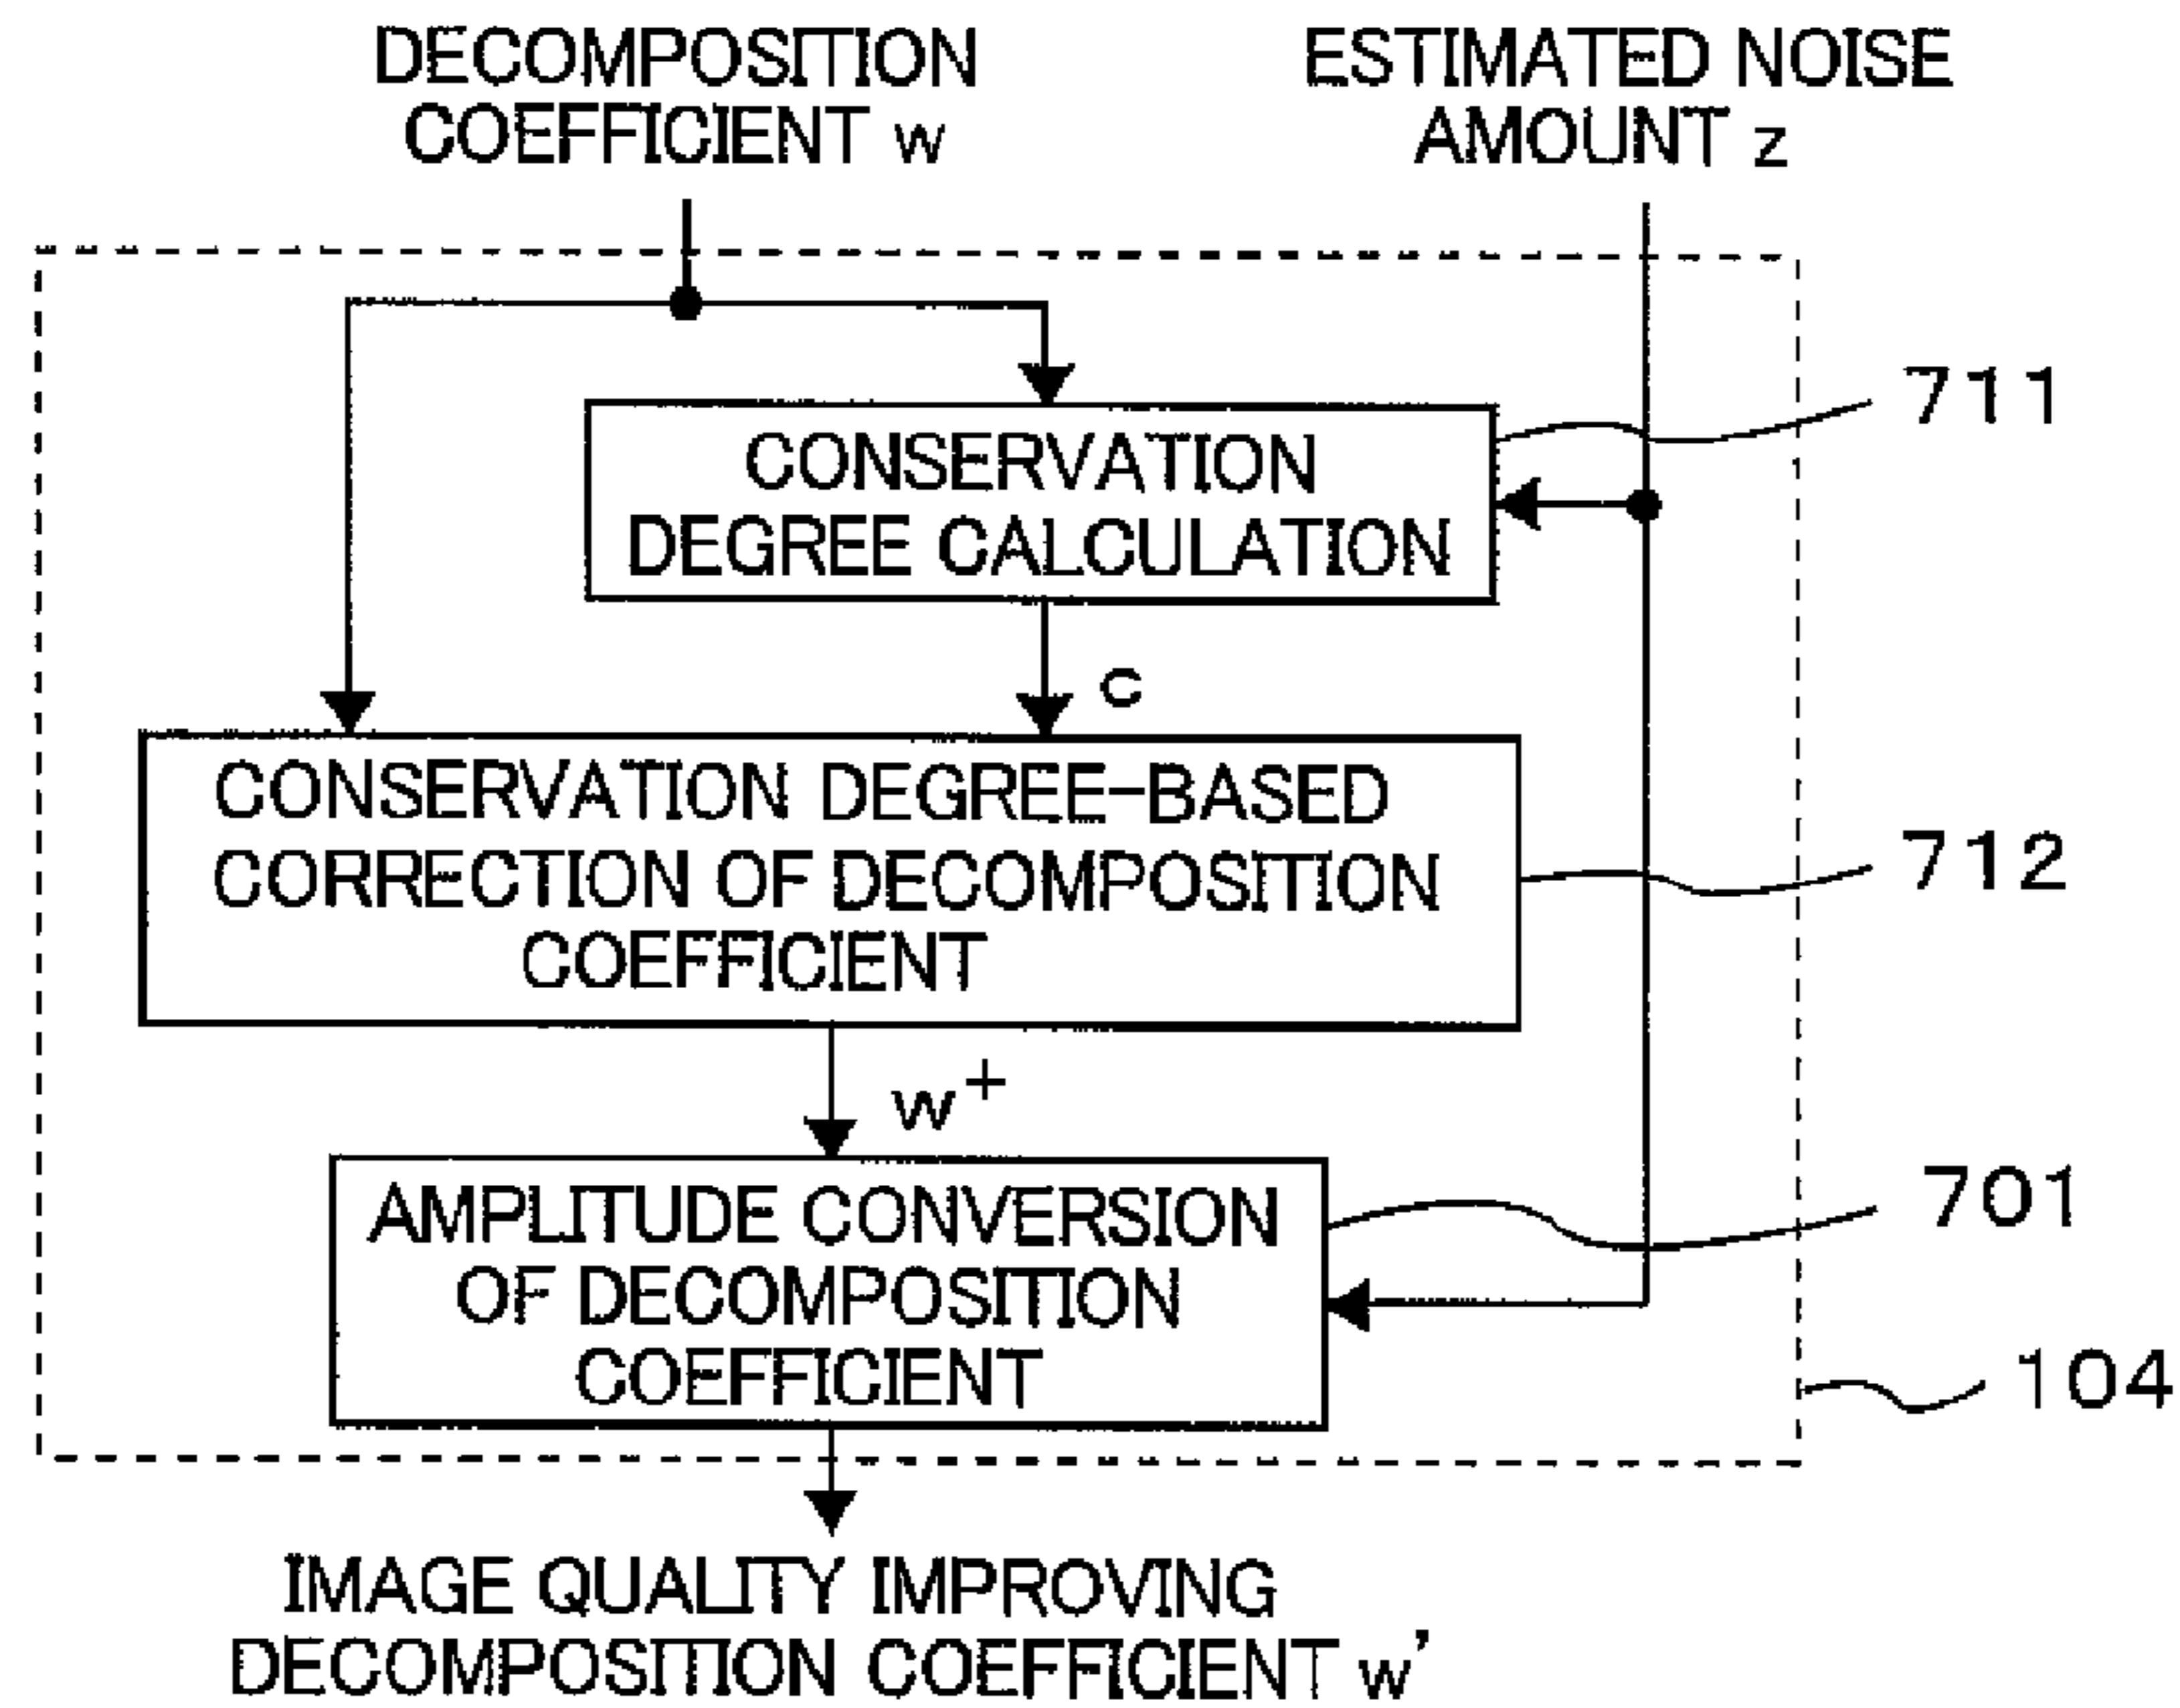 DECOMPOSITION
COEFFICIENT w
ESTIMATED NOISE
AMOUNT z
711
CONSERVATION
DEGREE CALCULATION
c
CONSERVATION DEGREE-BASED
CORRECTION OF DECOMPOSITION
COEFFICIENT
712
w+
701
AMPLITUDE CONVERSION
OF DECOMPOSITION
COEFFICIENT
104
IMAGE QUALITY IMPROVING
DECOMPOSITION COEFFICIENT w'